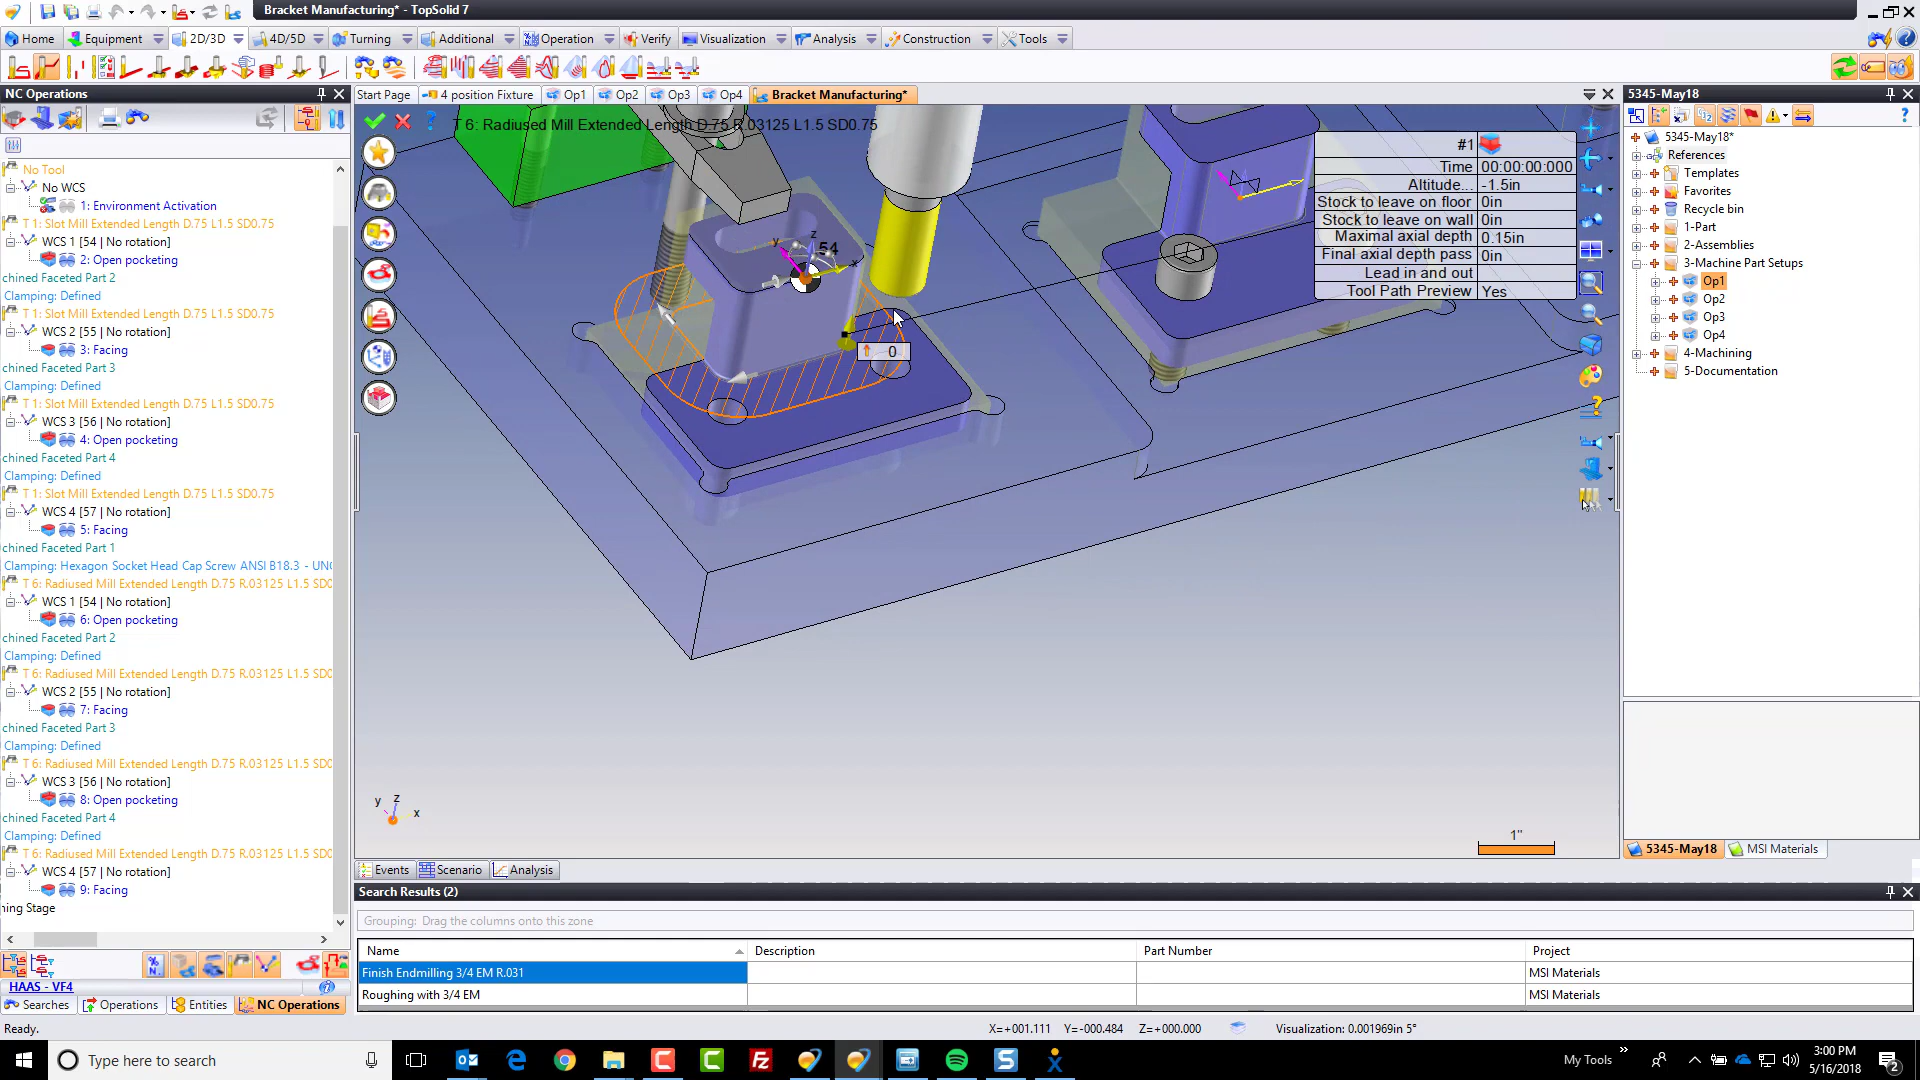 Bracket Manufacturing* - TopSolid 7
Home Equipment 2D/3D 4D/5D Turning Additional Operation Verify Visualization Analysis Construction Tools
NC Operations
Start Page 4 position Fixture Op1 Op2 Op3 Op4 Bracket Manufacturing*
5345-May18
T 6: Radiused Mill Extended Length D.75 R.03125 L1.5 SD0.75
No Tool
No WCS
1: Environment Activation
T 1: Slot Mill Extended Length D.75 L1.5 SD0.75
WCS 1 [54 | No rotation]
2: Open pocketing
chined Faceted Part 2
Clamping: Defined
T 1: Slot Mill Extended Length D.75 L1.5 SD0.75
WCS 2 [55 | No rotation]
3: Facing
chined Faceted Part 3
Clamping: Defined
T 1: Slot Mill Extended Length D.75 L1.5 SD0.75
WCS 3 [56 | No rotation]
4: Open pocketing
chined Faceted Part 4
Clamping: Defined
T 1: Slot Mill Extended Length D.75 L1.5 SD0.75
WCS 4 [57 | No rotation]
5: Facing
chined Faceted Part 1
Clamping: Hexagon Socket Head Cap Screw ANSI B18.3 - UNC
T 6: Radiused Mill Extended Length D.75 R.03125 L1.5 SD0
WCS 1 [54 | No rotation]
6: Open pocketing
chined Faceted Part 2
Clamping: Defined
T 6: Radiused Mill Extended Length D.75 R.03125 L1.5 SD0
WCS 2 [55 | No rotation]
7: Facing
chined Faceted Part 3
Clamping: Defined
T 6: Radiused Mill Extended Length D.75 R.03125 L1.5 SD0
WCS 3 [56 | No rotation]
8: Open pocketing
chined Faceted Part 4
Clamping: Defined
T 6: Radiused Mill Extended Length D.75 R.03125 L1.5 SD0
WCS 4 [57 | No rotation]
9: Facing
ning Stage
HAAS - VF4
Searches Operations Entities NC Operations
Ready.
#1
Time 00:00:00:000
Altitude... -1.5in
Stock to leave on floor 0in
Stock to leave on wall 0in
Maximal axial depth 0.15in
Final axial depth pass 0in
Lead in and out
Tool Path Preview Yes
z
y
54
x
0
y z x
1"
5345-May18*
References
Templates
Favorites
Recycle bin
1-Part
2-Assemblies
3-Machine Part Setups
Op1
Op2
Op3
Op4
4-Machining
5-Documentation
5345-May18 MSI Materials
Events Scenario Analysis
Search Results (2)
Grouping: Drag the columns onto this zone
Name Description Part Number Project
Finish Endmilling 3/4 EM R.031 MSI Materials
Roughing with 3/4 EM MSI Materials
X=+001.111 Y=-000.484 Z=+000.000 Visualization: 0.001969in 5°
Type here to search
My Tools
3:00 PM
5/16/2018
2